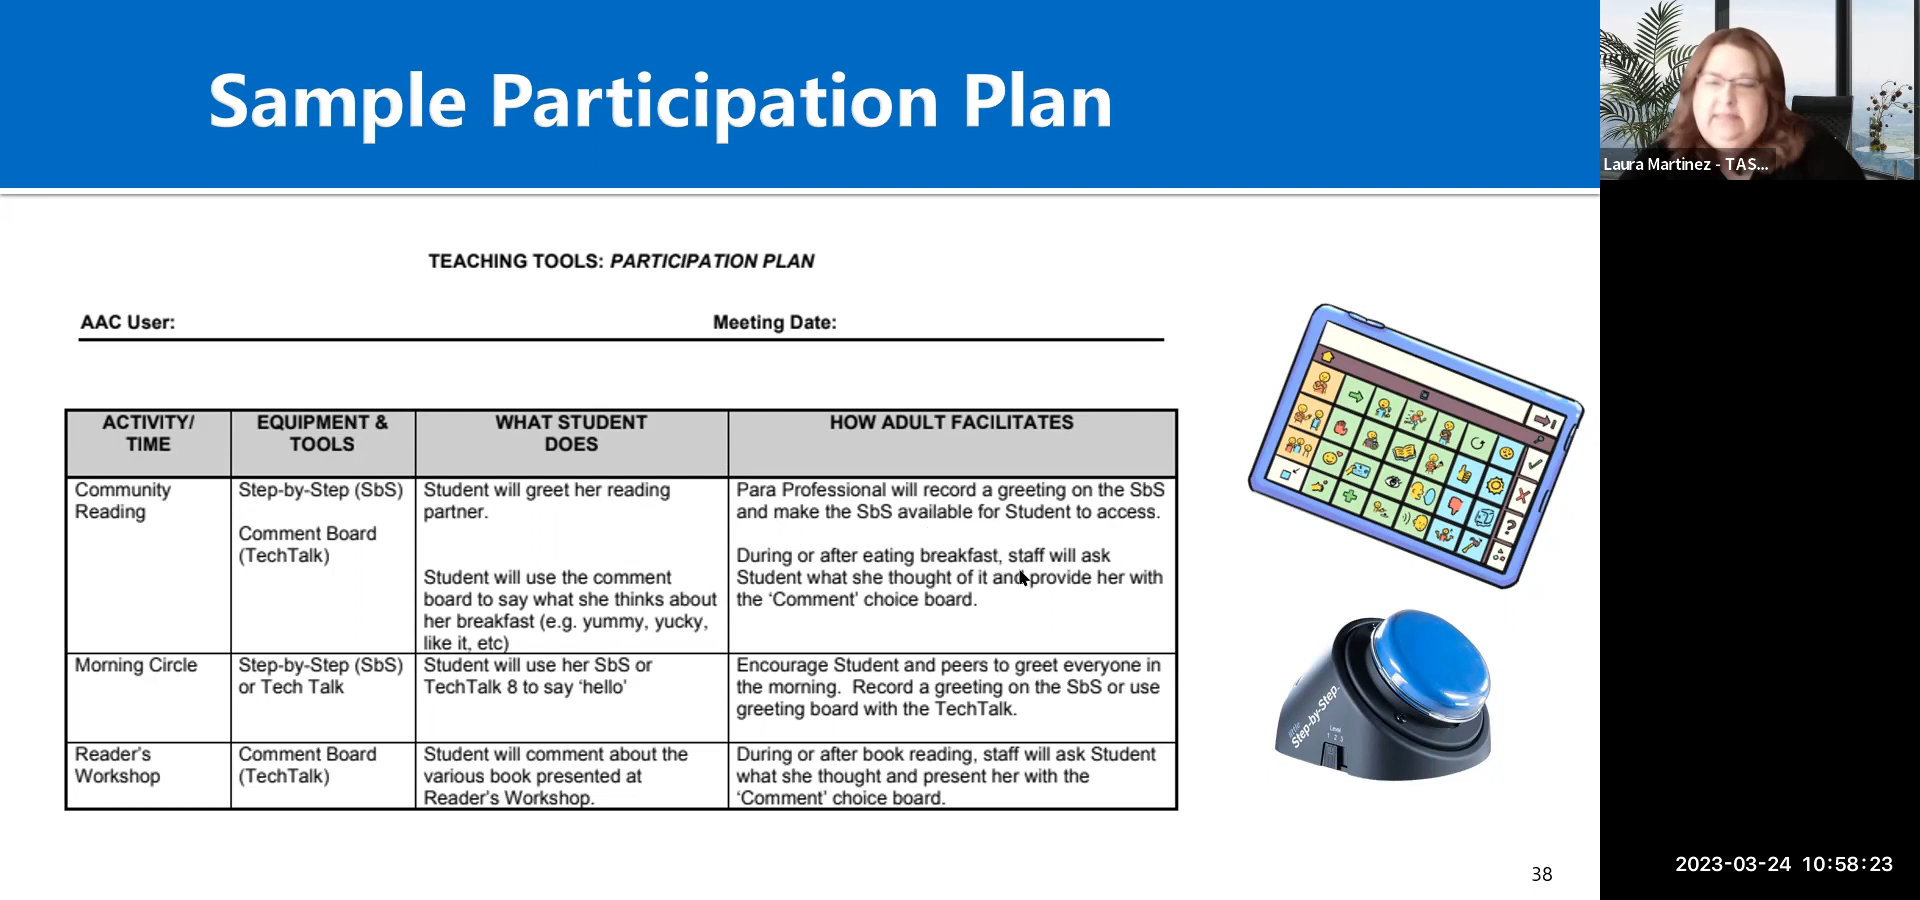 Sample Participation Plan
Laura Martinez - TAS...
TEACHING TOOLS: PARTICIPATION PLAN
AAC User: Meeting Date:
ACTIVITY/
TIME
EQUIPMENT &
TOOLS
WHAT STUDENT
DOES
HOW ADULT FACILITATES
Community
Reading
Step-by-Step (SbS)
Comment Board
(TechTalk)
Student will greet her reading
partner.
Student will use the comment
board to say what she thinks about
her breakfast (e.g. yummy, yucky,
like it, etc)
Para Professional will record a greeting on the SbS
and make the SbS available for Student to access.
During or after eating breakfast, staff will ask
Student what she thought of it and provide her with
the ‘Comment’ choice board.
Morning Circle
Step-by-Step (SbS)
or Tech Talk
Student will use her SbS or
TechTalk 8 to say ‘hello’
Encourage Student and peers to greet everyone in
the morning.  Record a greeting on the SbS or use
greeting board with the TechTalk.
Reader’s
Workshop
Comment Board
(TechTalk)
Student will comment about the
various book presented at
Reader’s Workshop.
During or after book reading, staff will ask Student
what she thought and present her with the
‘Comment’ choice board.
?
little
Step-by-Step
Level
1 2 3
38
2023-03-24 10:58:23